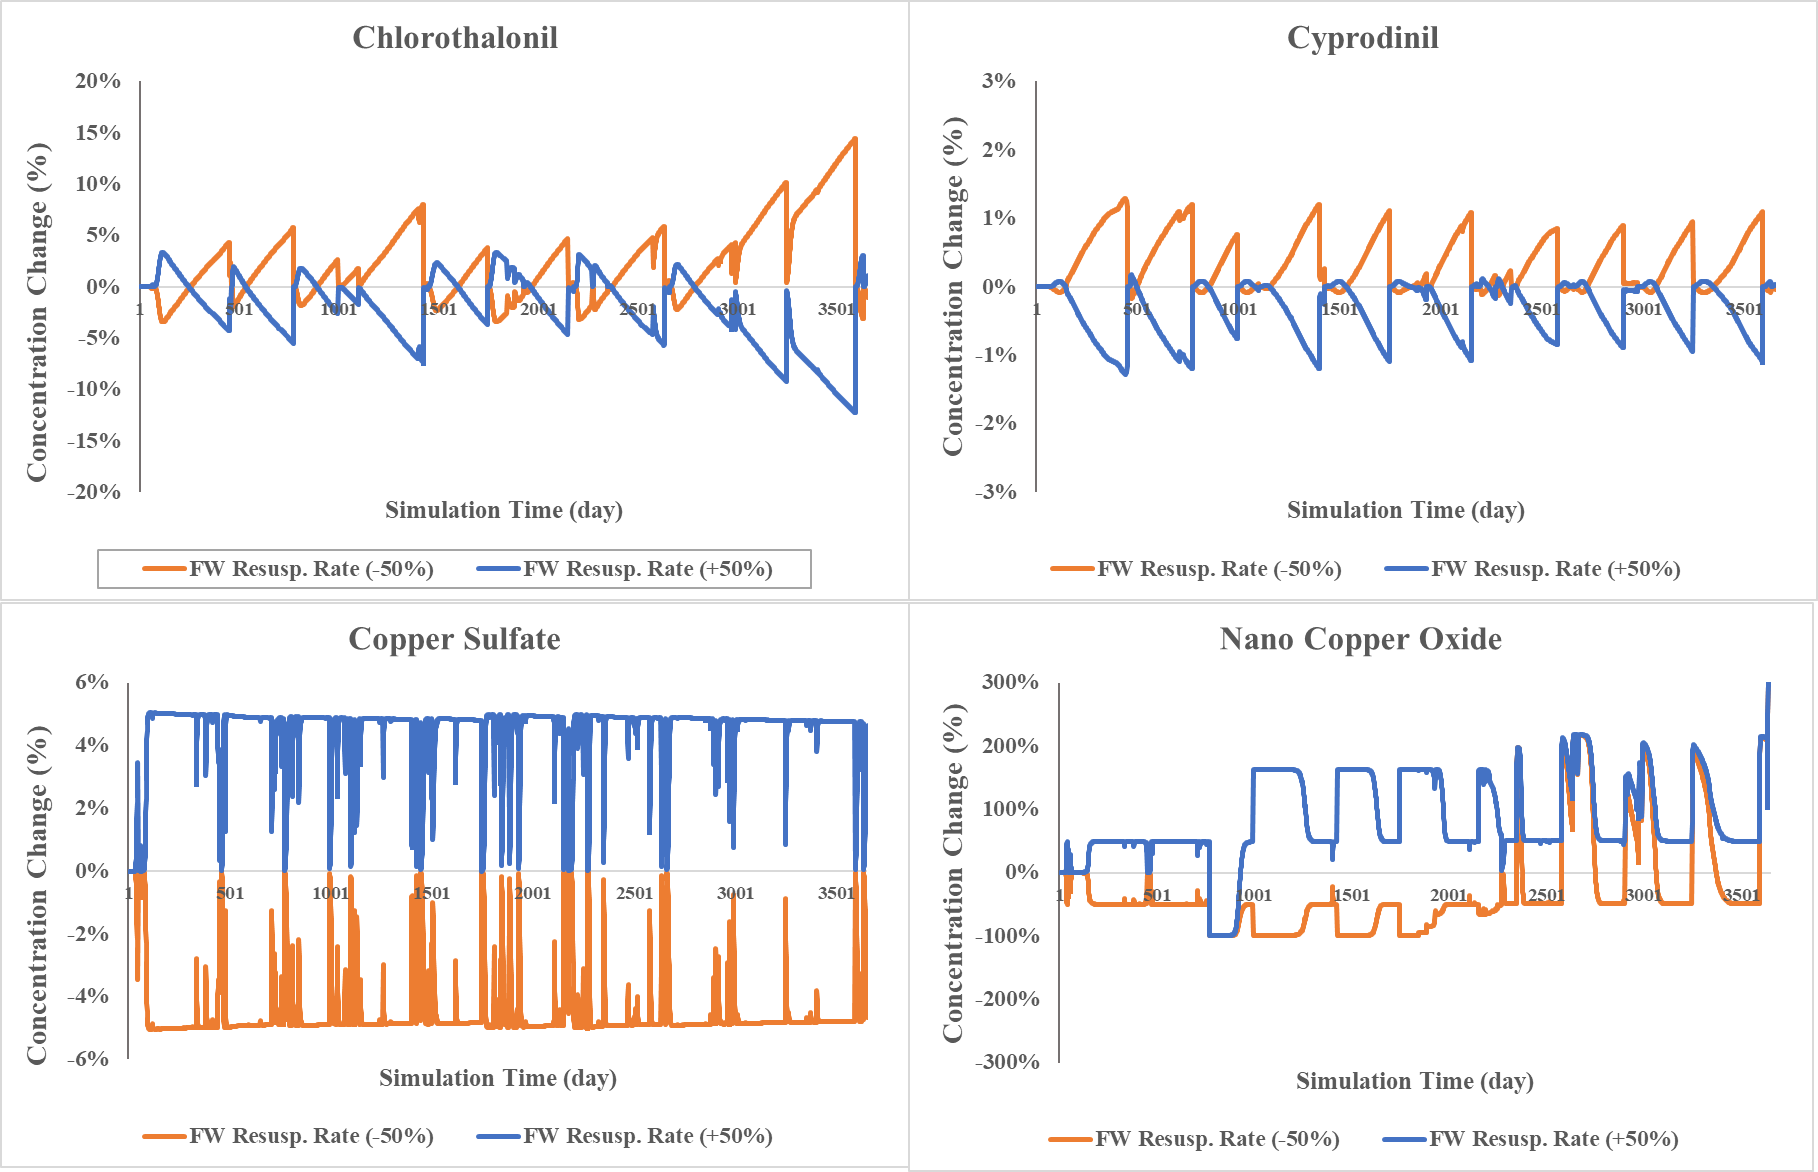 Chlorothalonil
Concentration Change (%)
20%
15%
10%
5%
0%
-5%
-10%
-15%
-20%
1 501 1001 1501 2001 2501 3001 3501
Simulation Time (day)
FW Resusp. Rate (-50%) FW Resusp. Rate (+50%)
Cyprodinil
Concentration Change (%)
3%
2%
1%
0%
-1%
-2%
-3%
1 501 1001 1501 2001 2501 3001 3501
Simulation Time (day)
FW Resusp. Rate (-50%) FW Resusp. Rate (+50%)
Copper Sulfate
Concentration Change (%)
6%
4%
2%
0%
-2%
-4%
-6%
1 501 1001 1501 2001 2501 3001 3501
Simulation Time (day)
FW Resusp. Rate (-50%) FW Resusp. Rate (+50%)
Nano Copper Oxide
Concentration Change (%)
300%
200%
100%
0%
-100%
-200%
-300%
1 501 1001 1501 2001 2501 3001 3501
Simulation Time (day)
FW Resusp. Rate (-50%) FW Resusp. Rate (+50%)